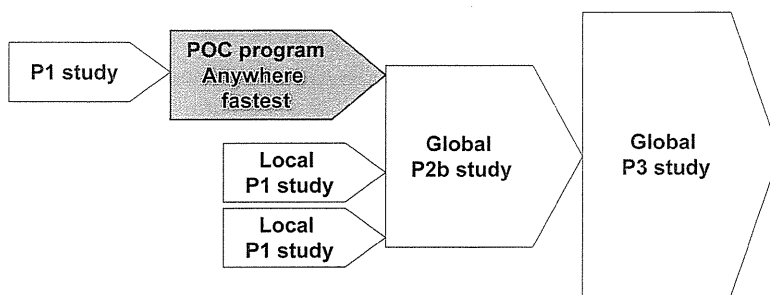 P1 study
POC program
Anywhere
fastest
Local
P1 study
Local
P1 study
Global
P2b study
Global
P3 study